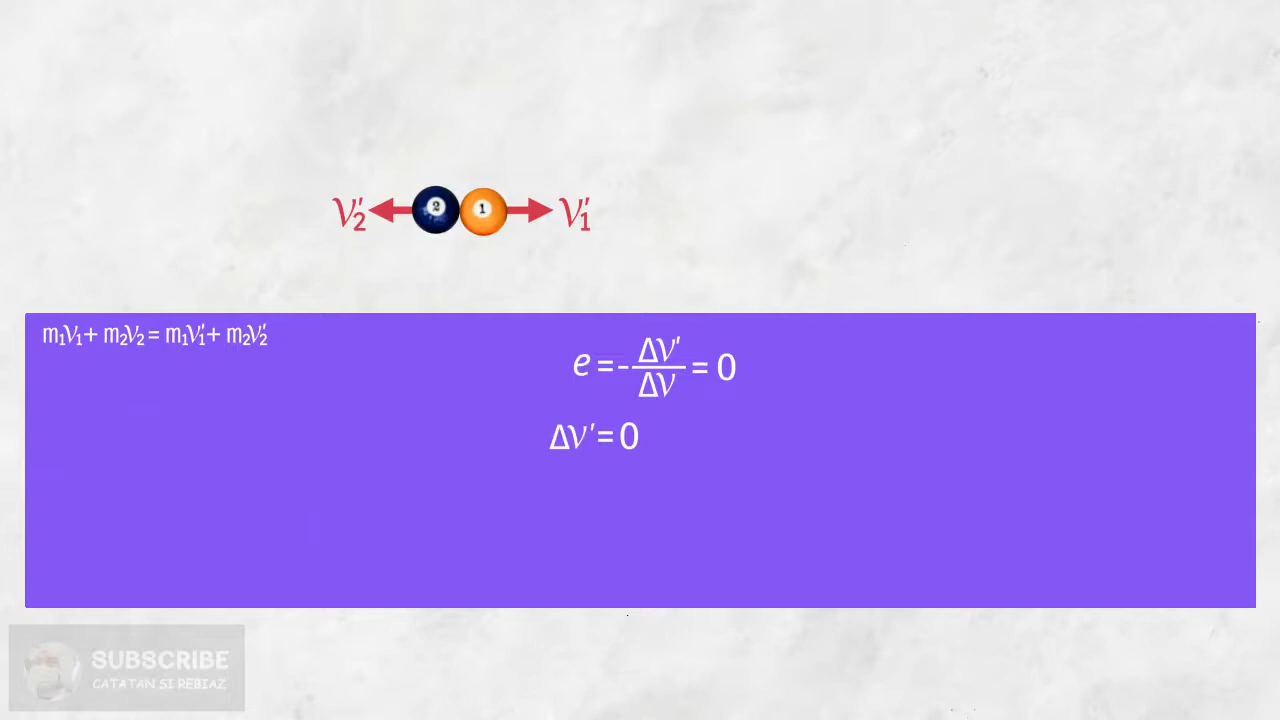 V₂′
2
1
V₁′
m₁V₁ + m₂V₂ = m₁V₁′ + m₂V₂′
e = - ΔV′/ΔV = 0
ΔV′ = 0
SUBSCRIBE
CATATAN SI REBIAZ